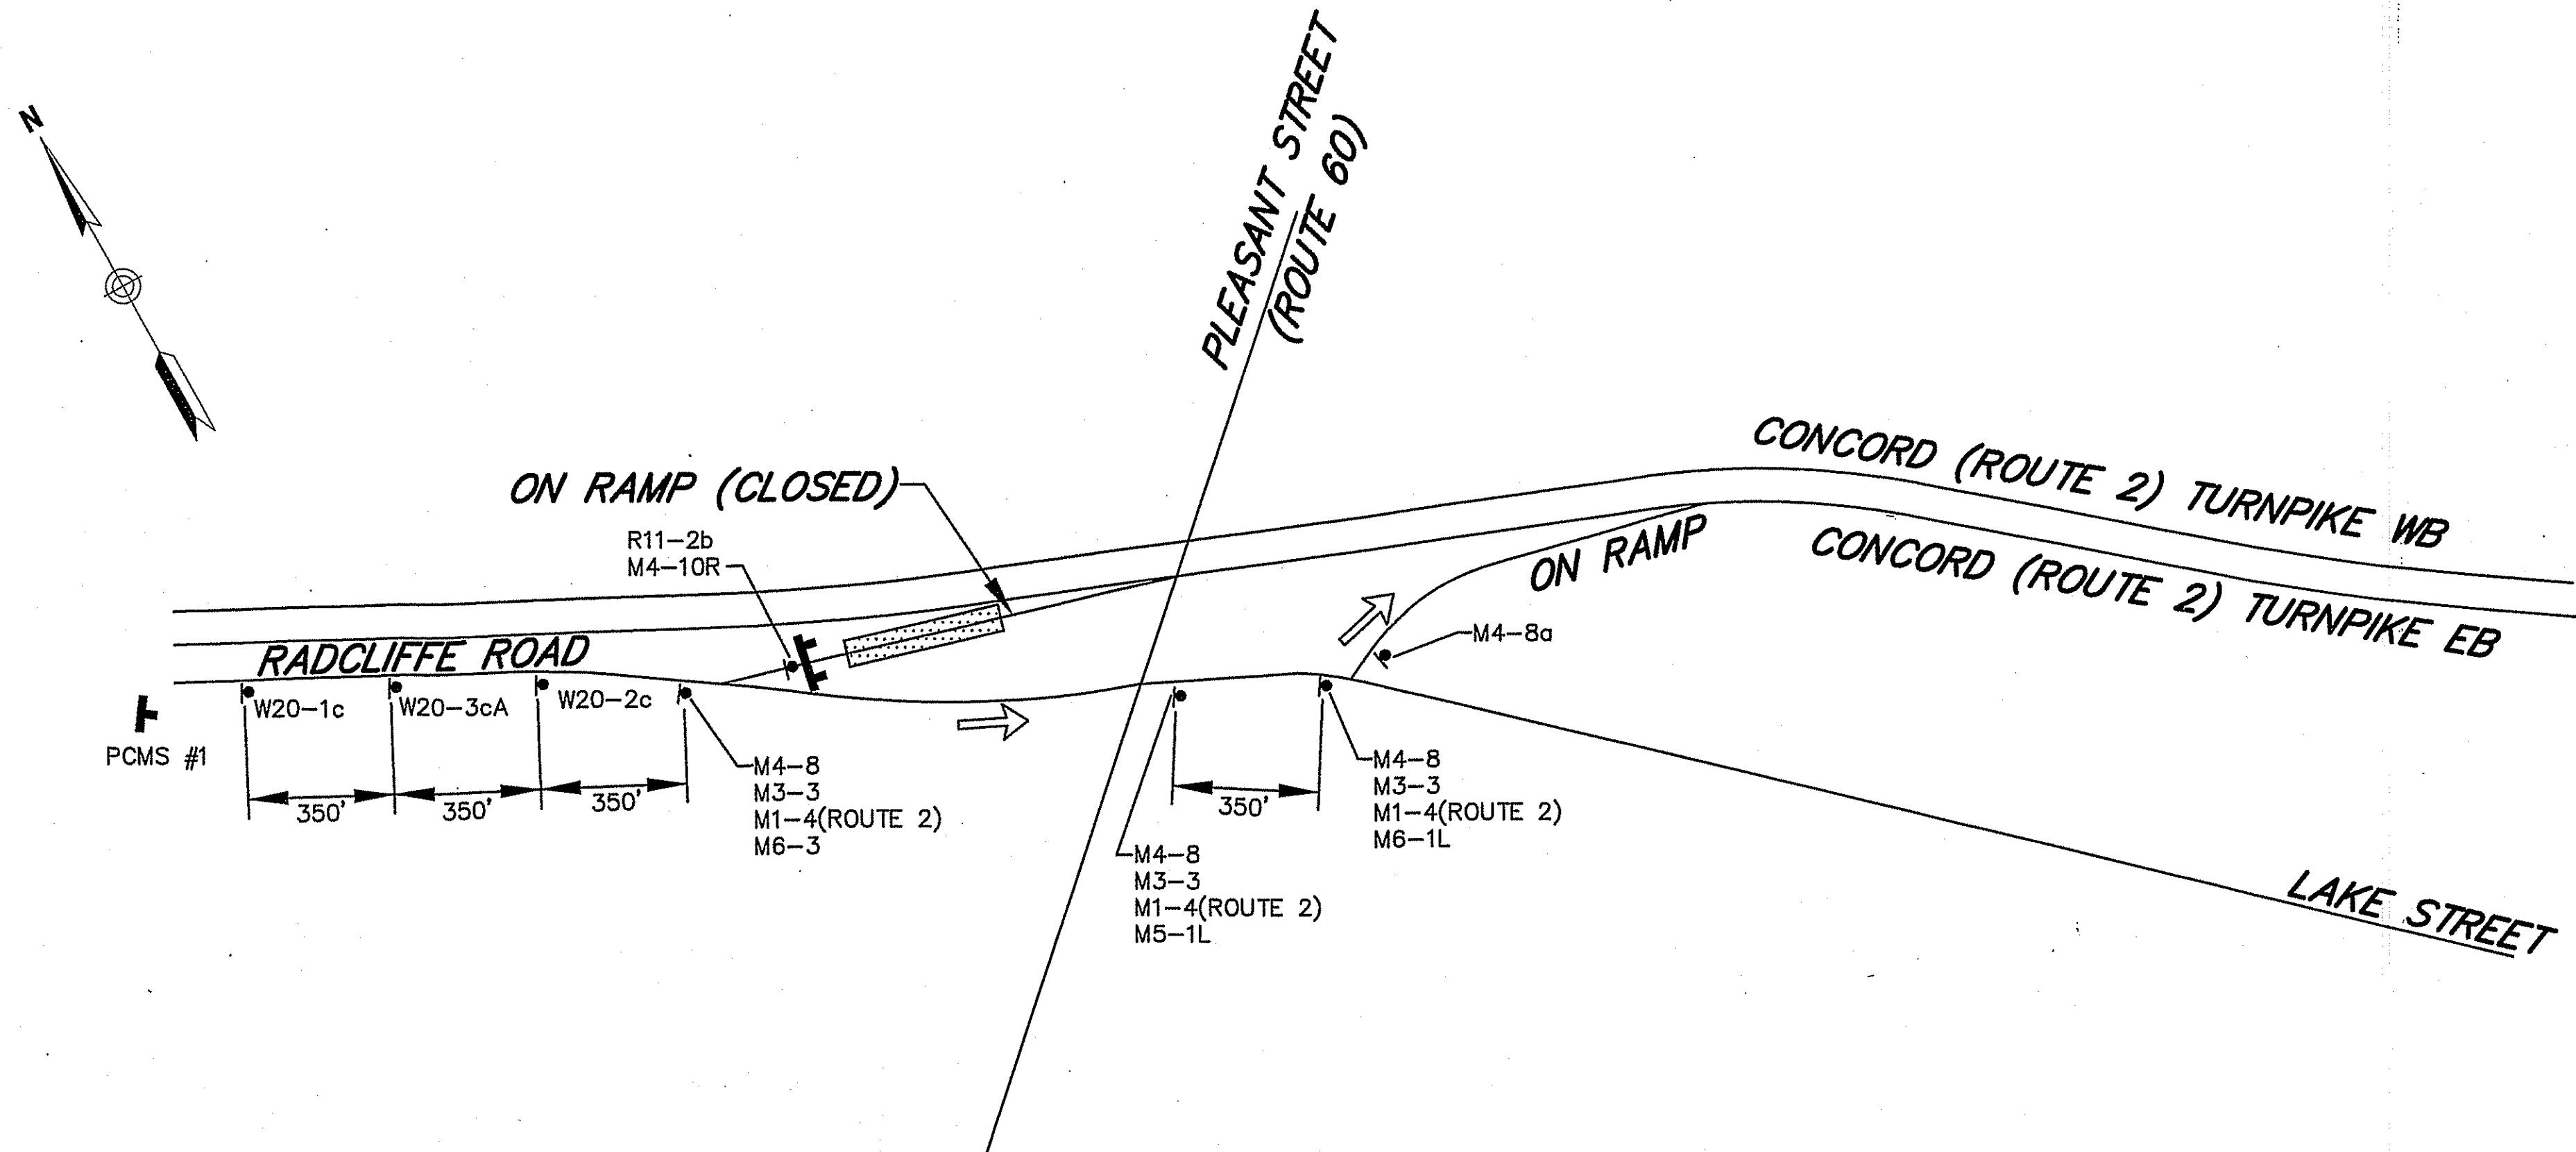 N
PLEASANT STREET
(ROUTE 60)
CONCORD (ROUTE 2) TURNPIKE WB
CONCORD (ROUTE 2) TURNPIKE EB
ON RAMP (CLOSED)
R11-2b
M4-10R
ON RAMP
M4-8a
RADCLIFFE ROAD
W20-1c
W20-3cA
W20-2c
PCMS #1
350'
350'
350'
M4-8
M3-3
M1-4(ROUTE 2)
M6-3
350'
M4-8
M3-3
M1-4(ROUTE 2)
M5-1L
M4-8
M3-3
M1-4(ROUTE 2)
M6-1L
LAKE STREET